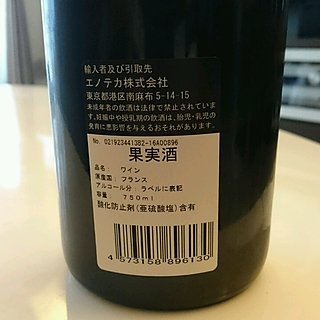 輸入者及び引取先
エノテカ株式会社
東京都港区南麻布 5-14-15
未成年者の飲酒は法律で禁止されていま
す。妊娠中や授乳期の飲酒は、胎児・乳児の
発育に悪影響を与えるおそれがあります。
No. 021923441382-16A00896
果実酒
品名: ワイン
原産国: フランス
アルコール分: ラベルに表記
容量: 750ml
酸化防止剤(亜硫酸塩)含有
4 573158 896130